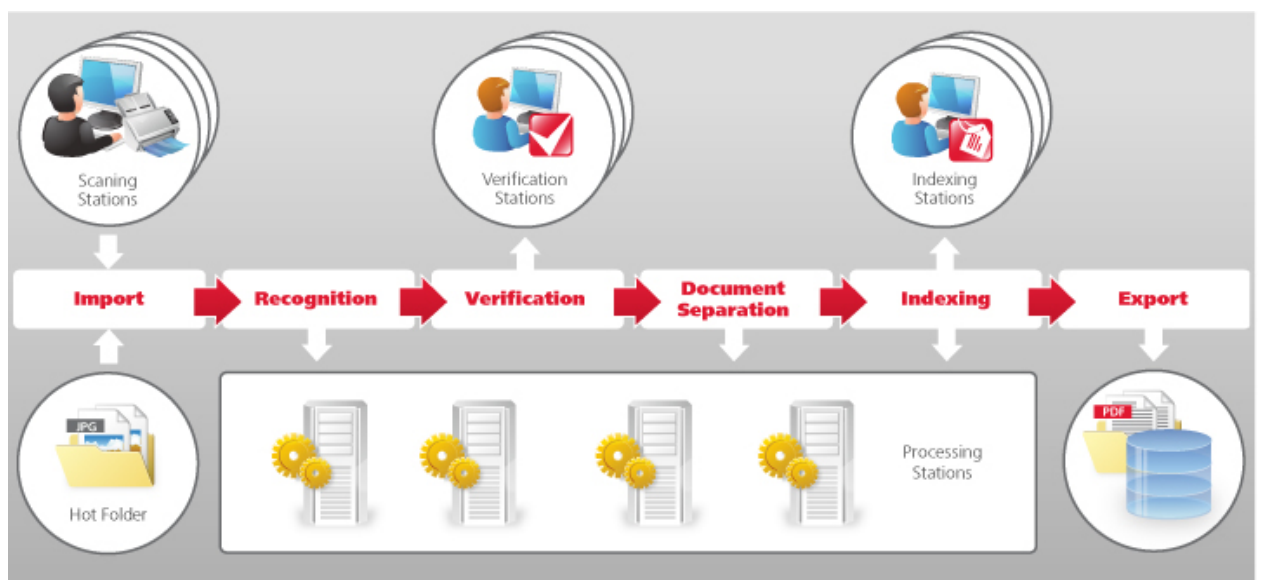 Scaning
Stations
Verification
Stations
Indexing
Stations
Import
Recognition
Verification
Document
Separation
Indexing
Export
JPG
Hot Folder
Processing
Stations
PDF